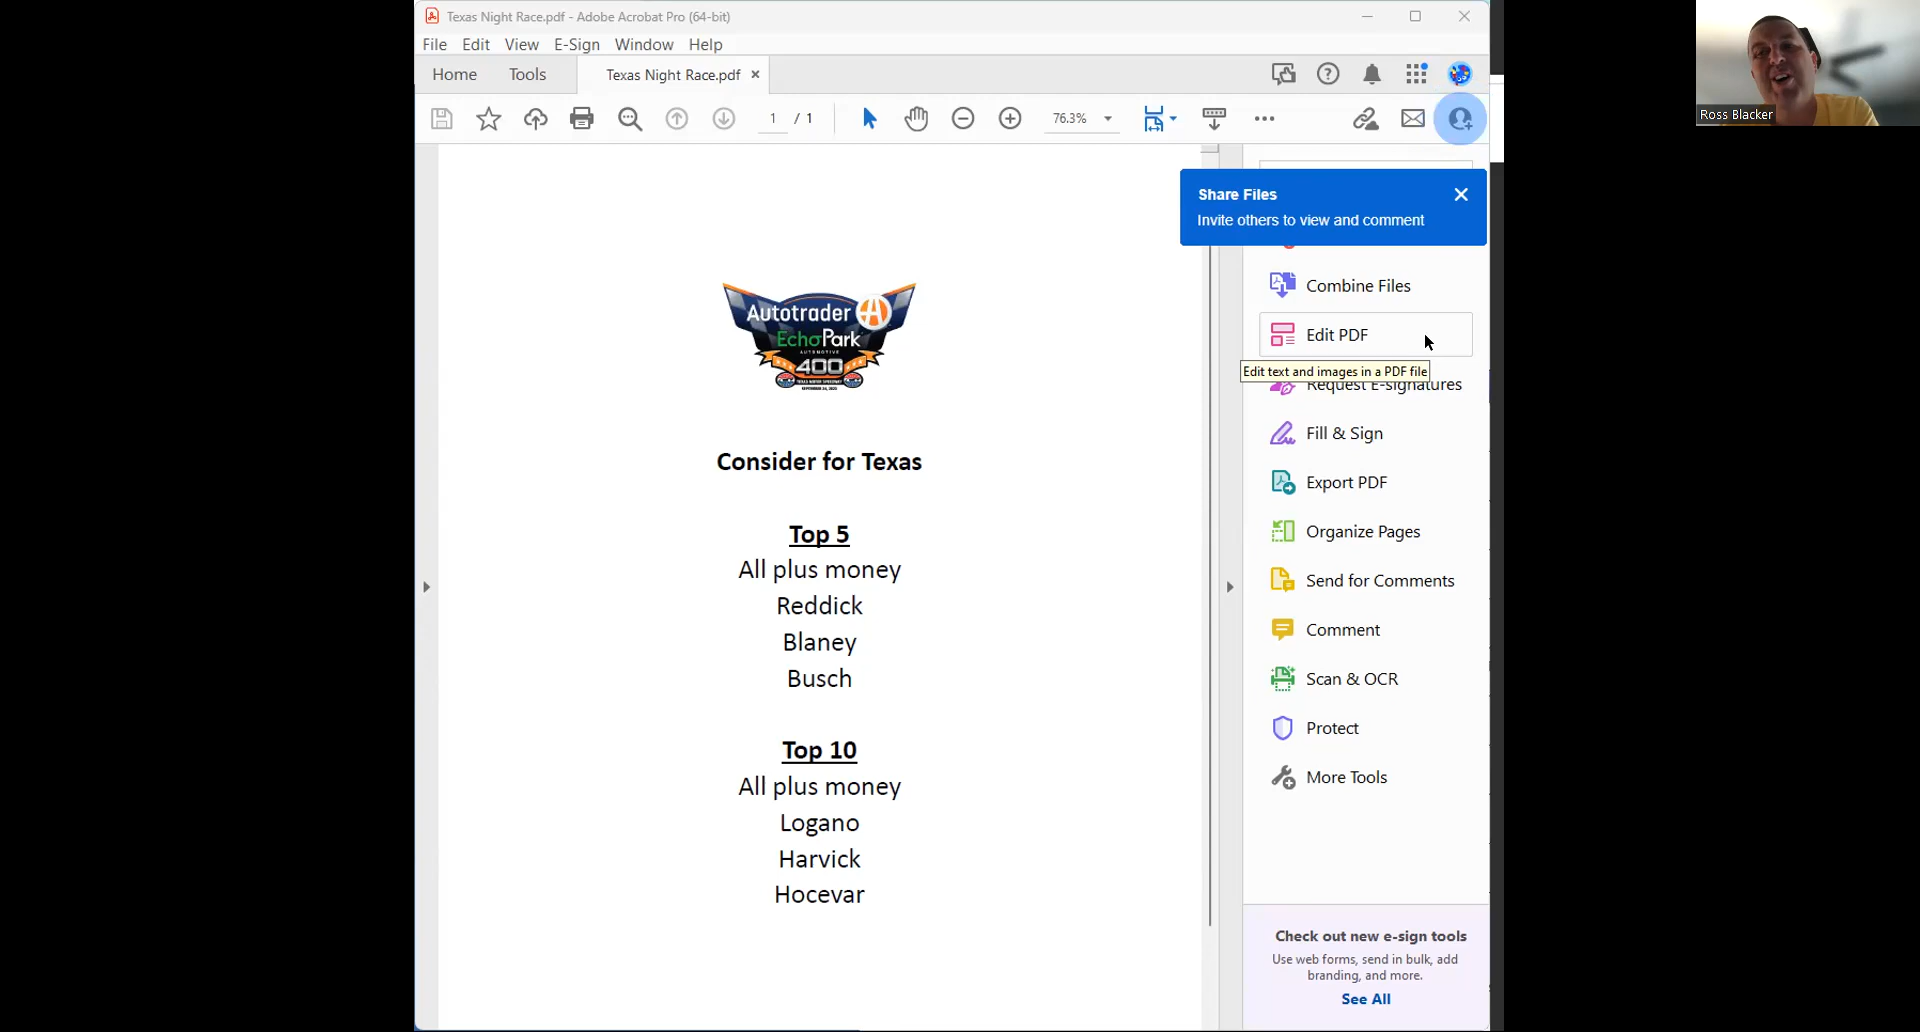 Texas Night Race.pdf - Adobe Acrobat Pro (64-bit)
File Edit View E-Sign Window Help
Home Tools Texas Night Race.pdf
1 / 1 76.3%
Ross Blacker
Share Files
Invite others to view and comment
Combine Files
Edit PDF
Edit text and images in a PDF file
Request E-signatures
Fill & Sign
Export PDF
Organize Pages
Send for Comments
Comment
Scan & OCR
Protect
More Tools
Check out new e-sign tools
Use web forms, send in bulk, add
branding, and more.
See All
Autotrader
EchoPark
AUTOMOTIVE
400
TEXAS MOTOR SPEEDWAY
Consider for Texas
Top 5
All plus money
Reddick
Blaney
Busch
Top 10
All plus money
Logano
Harvick
Hocevar